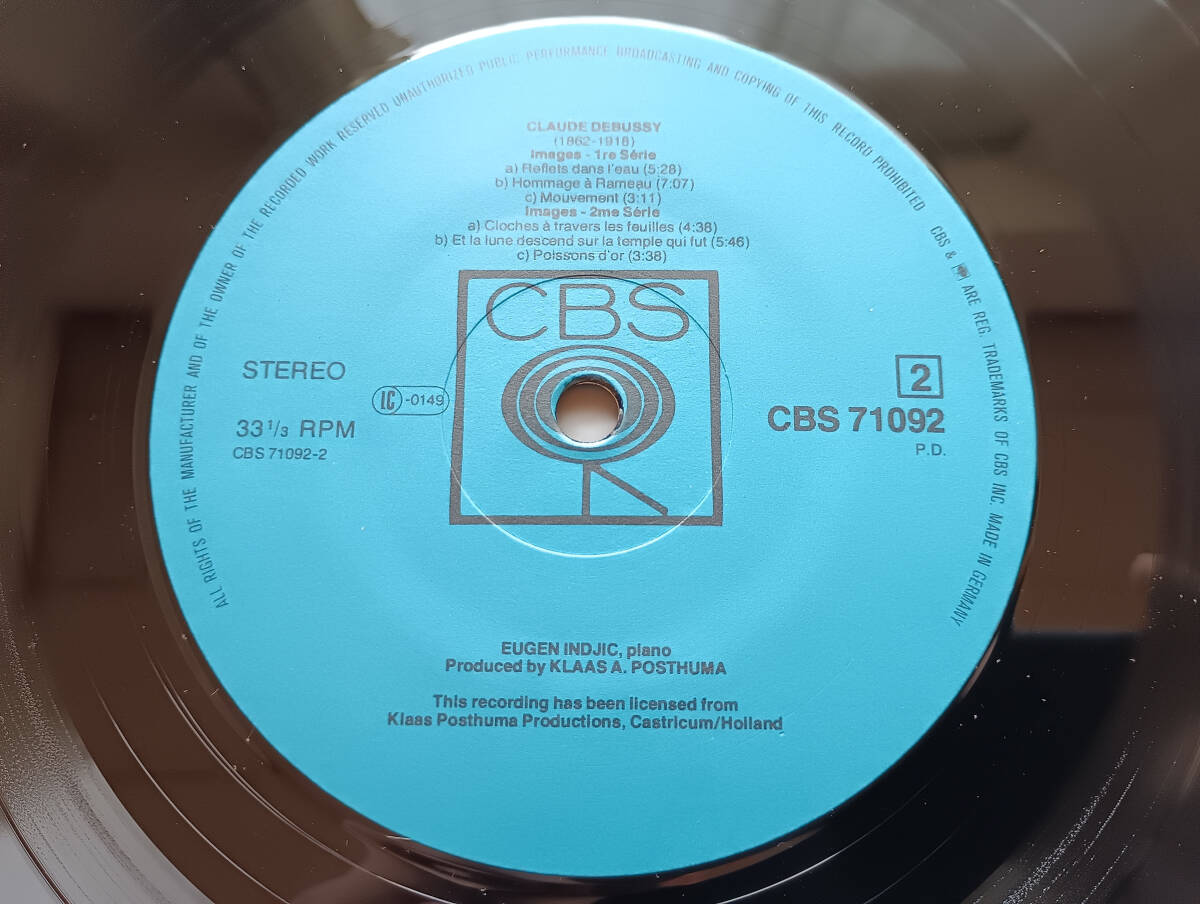 ALL RIGHTS OF THE MANUFACTURER AND OF THE OWNER OF THE RECORDED WORK RESERVED UNAUTHORIZED PUBLIC PERFORMANCE BROADCASTING AND COPYING OF THIS RECORD PROHIBITED CBS & ARE REG. TRADEMARKS OF CBS INC. MADE IN GERMANY
CLAUDE DEBUSSY
(1862-1918)
Images - 1re Série
a) Reflets dans l'eau (5:28)
b) Hommage à Rameau (7:07)
c) Mouvement (3:11)
Images - 2me Série
a) Cloches à travers les feuilles (4:38)
b) Et la lune descend sur la temple qui fut (5:46)
c) Poissons d'or (3:38)
CBS
STEREO
LC -0149
2
33 1/3 RPM
CBS 71092
CBS 71092-2
P.D.
EUGEN INDJIC, piano
Produced by KLAAS A. POSTHUMA
This recording has been licensed from
Klaas Posthuma Productions, Castricum/Holland